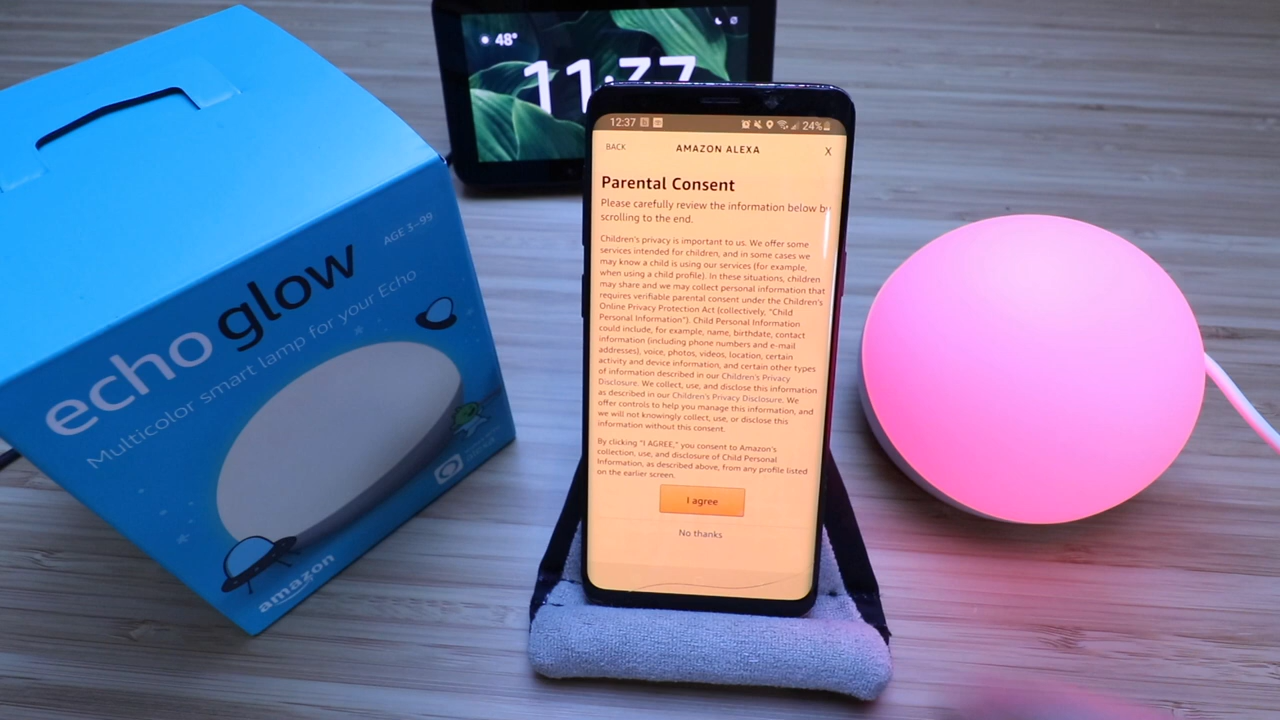 48°
11:37
12:37
24%
BACK
AMAZON ALEXA
X
Parental Consent
Please carefully review the information below by
scrolling to the end.
Children's privacy is important to us. We offer some
services intended for children, and in some cases we
may know a child is using our services (for example,
when using a child profile). In these situations, children
may share and we may collect personal information that
requires verifiable parental consent under the Children's
Online Privacy Protection Act (collectively, "Child
Personal Information"). Child Personal Information
could include, for example, name, birthdate, contact
information (including phone numbers and e-mail
addresses), voice, photos, videos, location, certain
activity and device information, and certain other types
of information described in our Children's Privacy
Disclosure. We collect, use, and disclose this information
as described in our Children's Privacy Disclosure. We
offer controls to help you manage this information, and
we will not knowingly collect, use, or disclose this
information without this consent.
By clicking "I AGREE," you consent to Amazon's
collection, use, and disclosure of Child Personal
Information, as described above, from any profile listed
on the earlier screen.
I agree
No thanks
AGE 3–99
echo glow
Multicolor smart lamp for your Echo
amazon